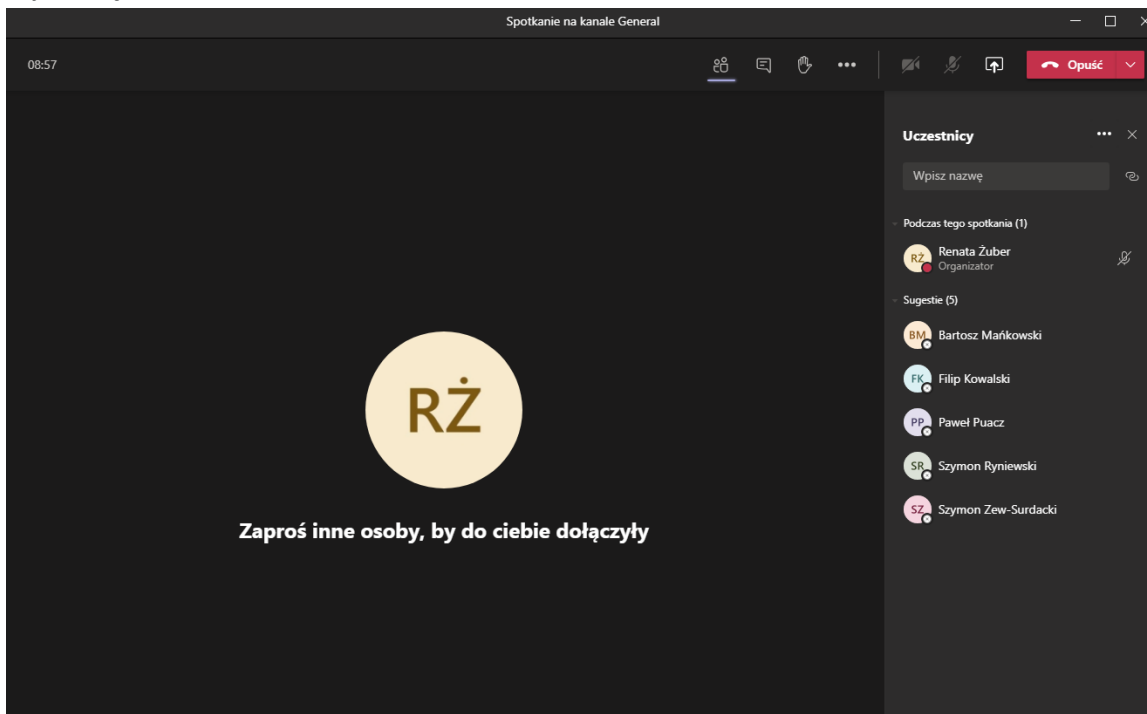 Spotkanie na kanale General
08:57
Opuść
Uczestnicy
Wpisz nazwę
Podczas tego spotkania (1)
RŻ
Renata Żuber
Organizator
Sugestie (5)
BM
Bartosz Mańkowski
FK
Filip Kowalski
PP
Paweł Puacz
SR
Szymon Ryniewski
SZ
Szymon Zew-Surdacki
RŻ
Zaproś inne osoby, by do ciebie dołączyły